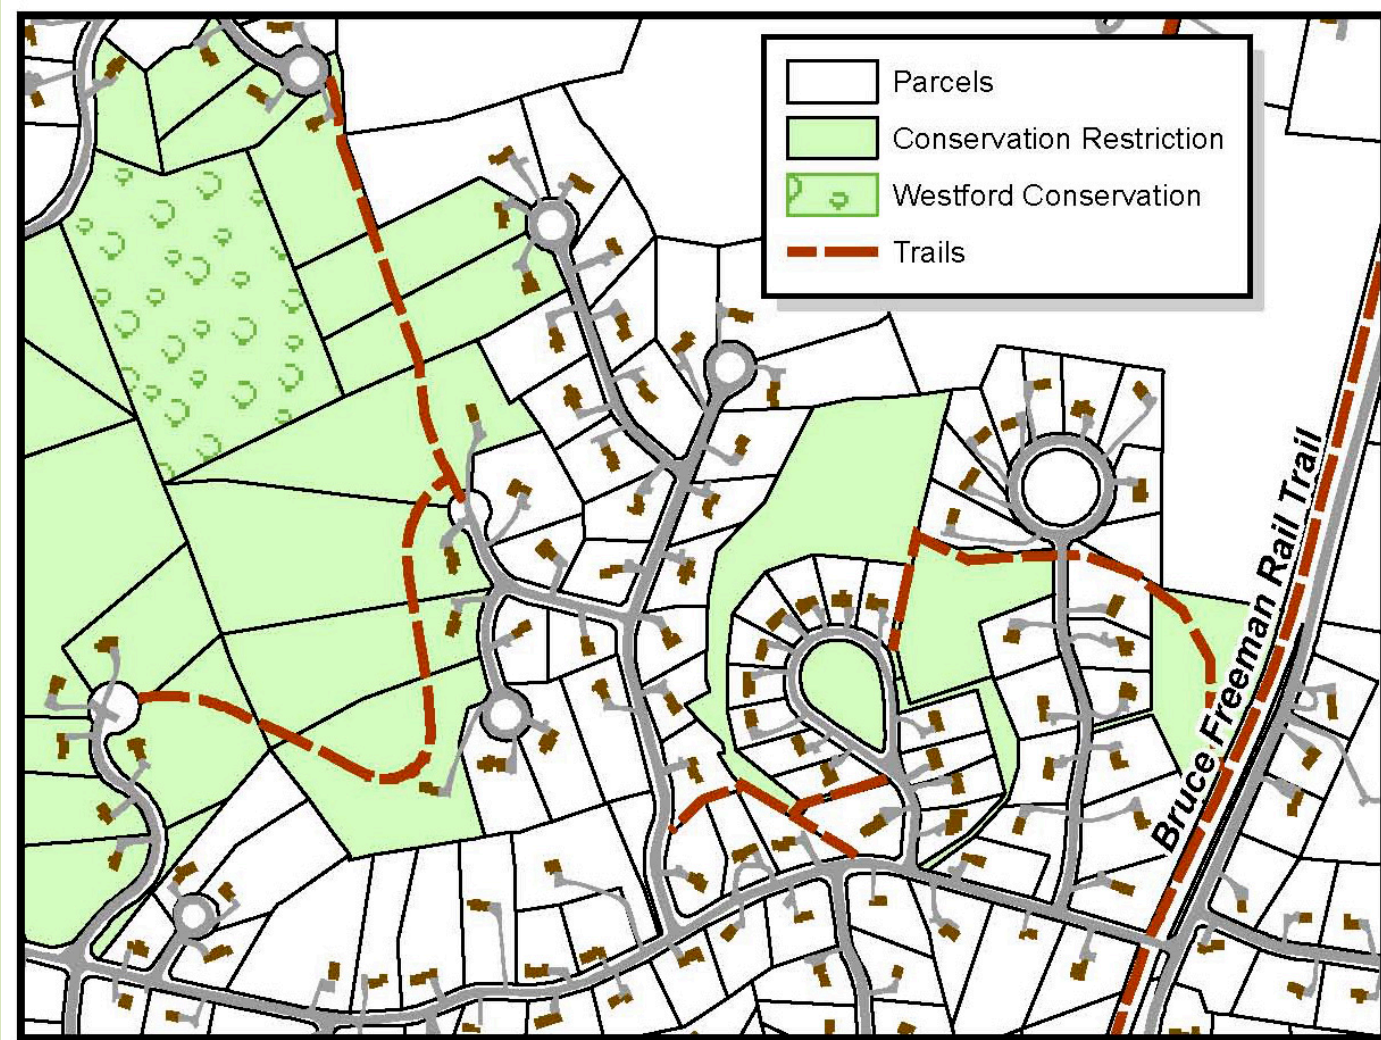 Parcels
Conservation Restriction
Westford Conservation
Trails
Bruce Freeman Rail Trail